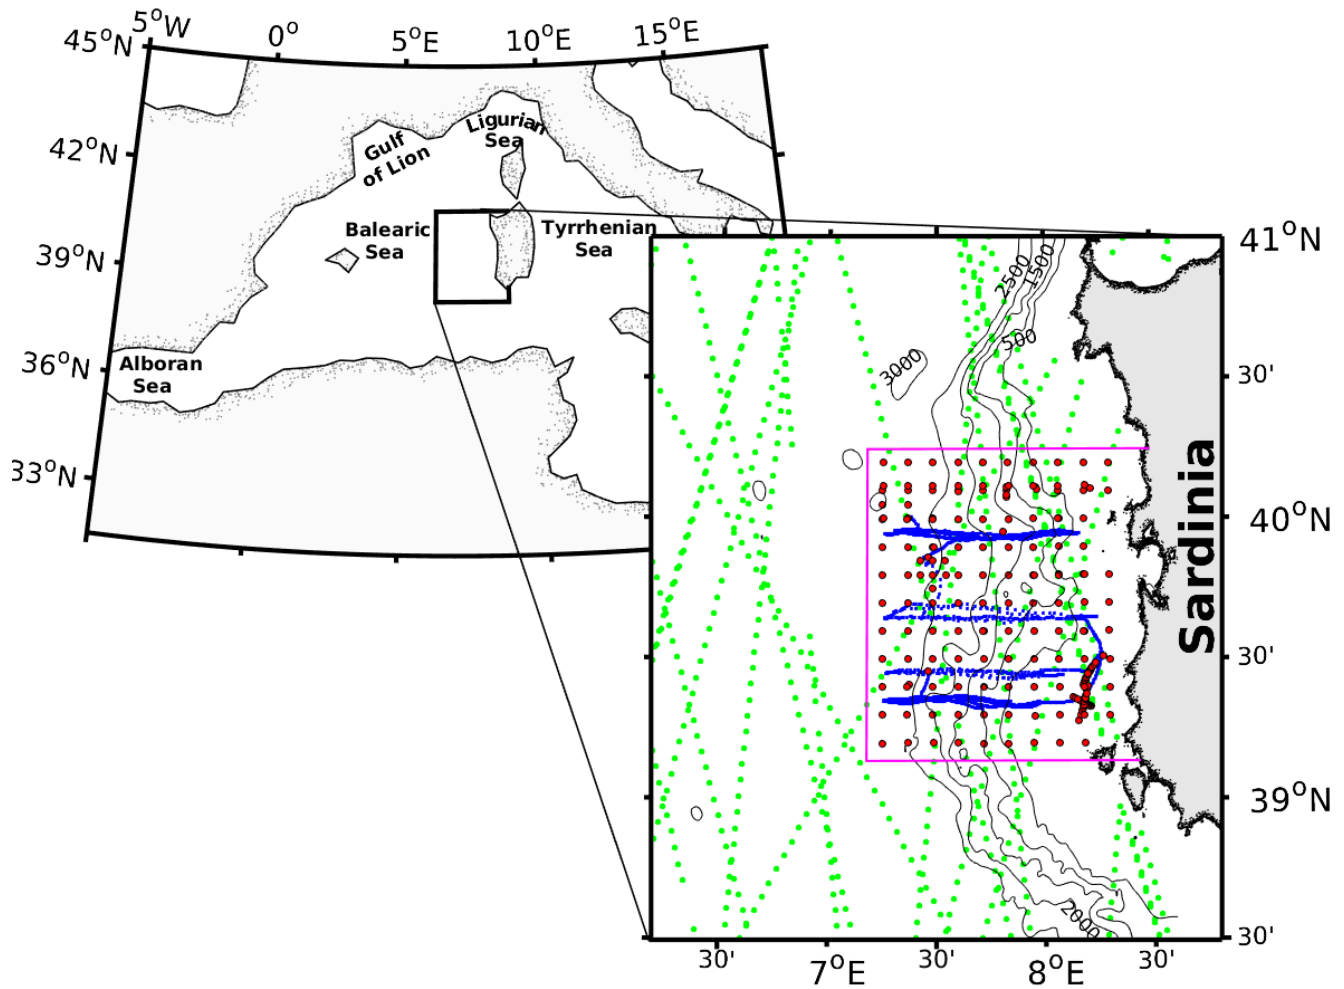 5°W
0°
5°E
10°E
15°E
45°N
42°N
39°N
36°N
33°N
Ligurian
Sea
Gulf
of Lion
Balearic
Sea
Tyrrhenian
Sea
Alboran
Sea
41°N
30'
40°N
30'
39°N
30'
2500
1500
500
3000
2000
Sardinia
30'
7°E
30'
8°E
30'